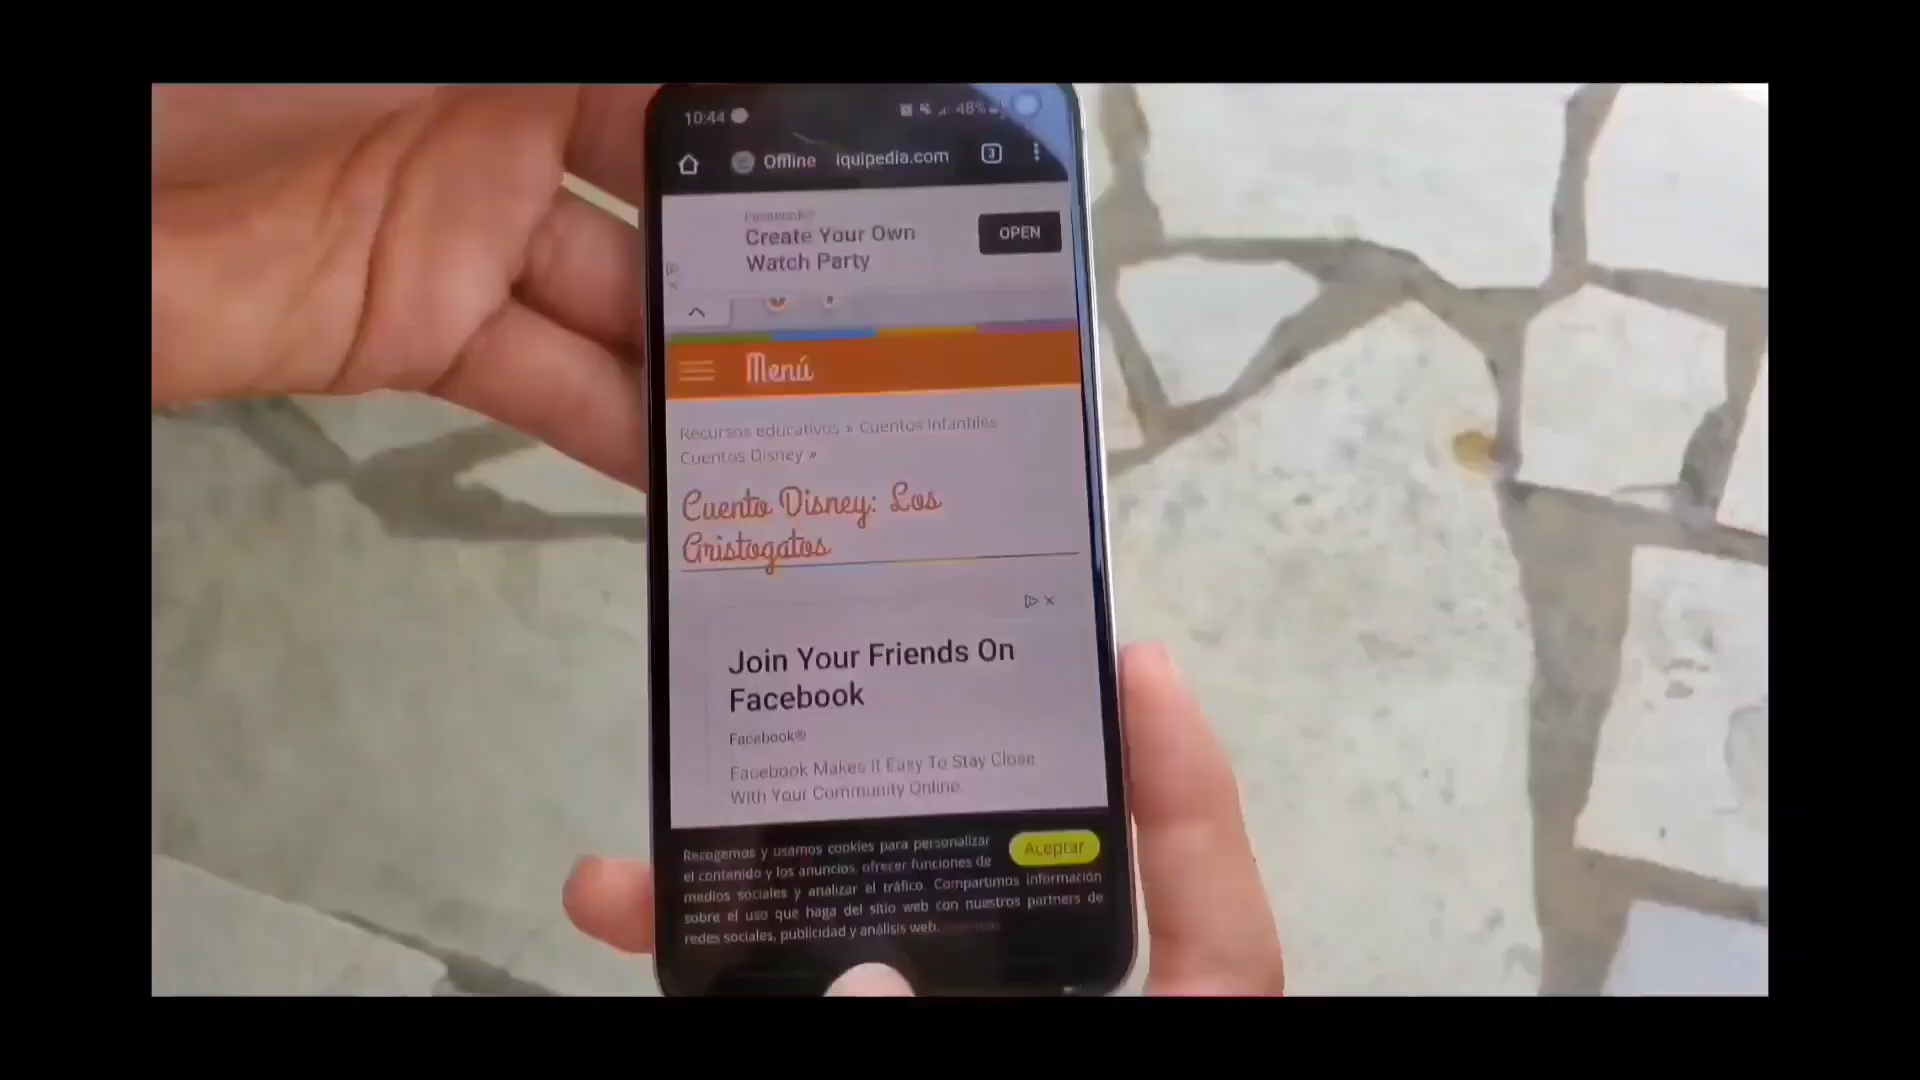 10:44 48%
Offline iquipedia.com 3
Facebook®
Create Your Own
Watch Party
OPEN
Menú
Recursos educativos » Cuentos Infantiles
Cuentos Disney »
Cuento Disney: Los
Aristogatos
Join Your Friends On
Facebook
Facebook®
Facebook Makes It Easy To Stay Close
With Your Community Online.
Recogemos y usamos cookies para personalizar
el contenido y los anuncios, ofrecer funciones de
medios sociales y analizar el tráfico. Compartimos información
sobre el uso que haga del sitio web con nuestros partners de
redes sociales, publicidad y análisis web.
Aceptar